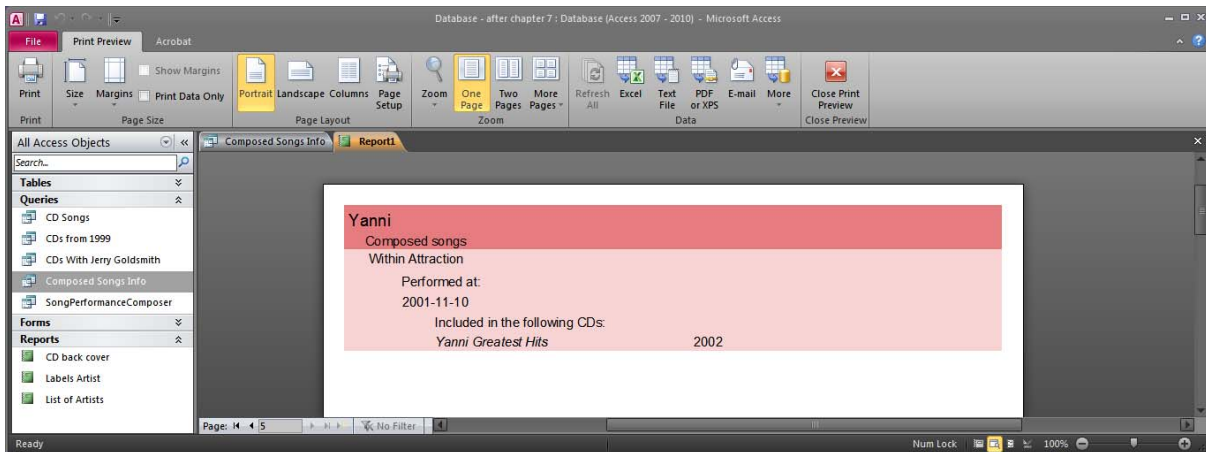 Database - after chapter 7 : Database (Access 2007 - 2010) - Microsoft Access
File Print Preview Acrobat
Print
Size
Margins
Show Margins
Print Data Only
Portrait
Landscape
Columns
Page Setup
Zoom
One Page
Two Pages
More Pages
Refresh All
Excel
Text File
PDF or XPS
E-mail
More
Close Print Preview
Print Page Size Page Layout Zoom Data Close Preview
All Access Objects
Composed Songs Info Report1
Search...
Tables
Queries
CD Songs
CDs from 1999
CDs With Jerry Goldsmith
Composed Songs Info
SongPerformanceComposer
Forms
Reports
CD back cover
Labels Artist
List of Artists
Yanni
Composed songs
Within Attraction
Performed at:
2001-11-10
Included in the following CDs:
Yanni Greatest Hits 2002
Page: 5 No Filter
Ready Num Lock 100%